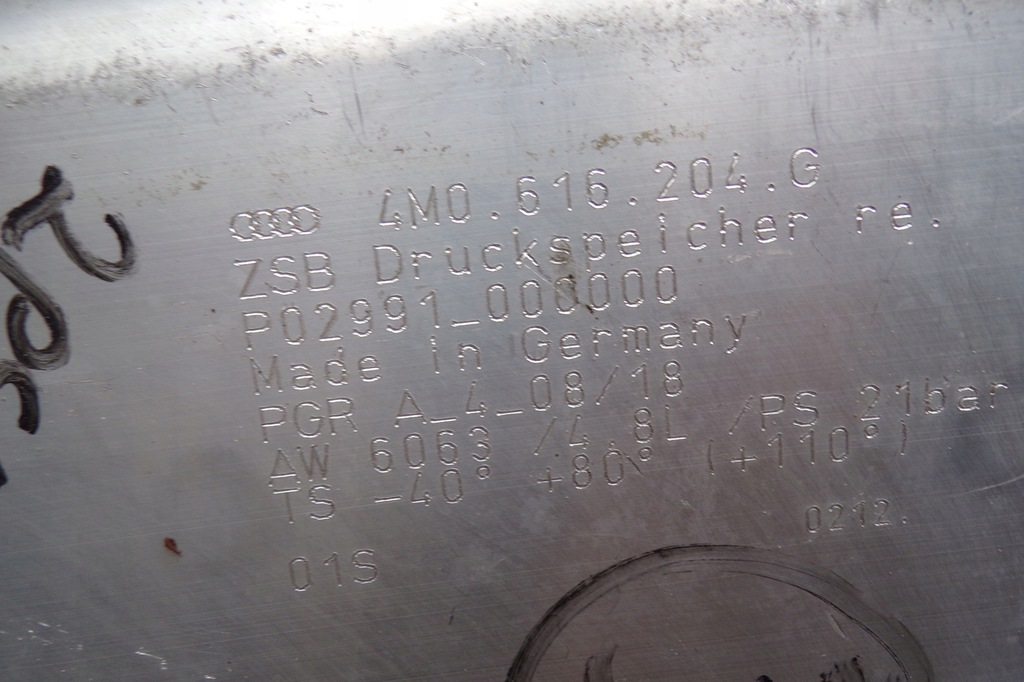 4M0.616.204.G
ZSB Druckspeicher re.
P02991_000000
Made in Germany
PGR A_4_08/18
AW 6063 /4,8L /PS 21bar
TS -40° +80° (+110°)
0212.
01S